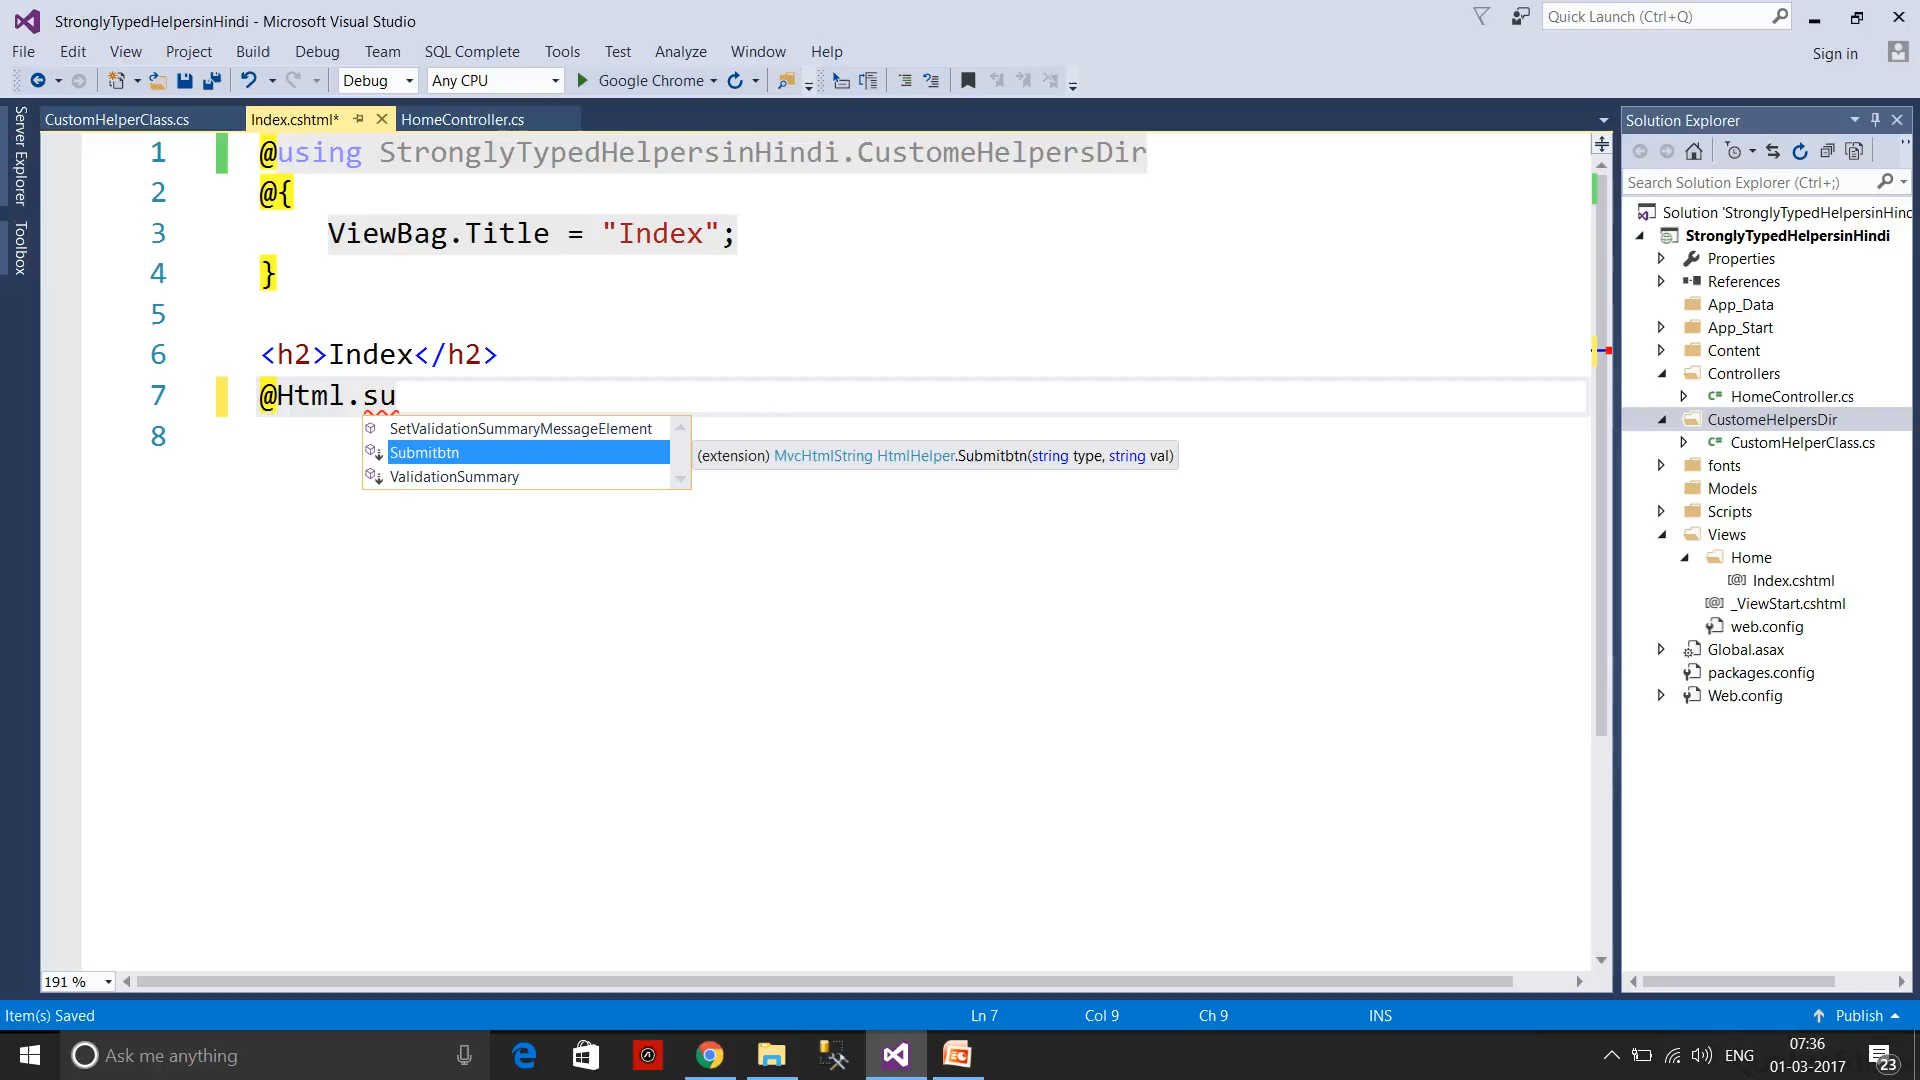 StronglyTypedHelpersinHindi - Microsoft Visual Studio
Quick Launch (Ctrl+Q)
File Edit View Project Build Debug Team SQL Complete Tools Test Analyze Window Help
Sign in
Debug Any CPU Google Chrome
Server Explorer
Toolbox
CustomHelperClass.cs Index.cshtml* HomeController.cs
1 @using StronglyTypedHelpersinHindi.CustomeHelpersDir
2 @{
3 ViewBag.Title = "Index";
4 }
5
6 <h2>Index</h2>
7 @Html.su
8
SetValidationSummaryMessageElement
Submitbtn
ValidationSummary
(extension) MvcHtmlString HtmlHelper.Submitbtn(string type, string val)
191 %
Solution Explorer
Search Solution Explorer (Ctrl+;)
Solution 'StronglyTypedHelpersinHind
StronglyTypedHelpersinHindi
Properties
References
App_Data
App_Start
Content
Controllers
HomeController.cs
CustomeHelpersDir
CustomHelperClass.cs
fonts
Models
Scripts
Views
Home
Index.cshtml
_ViewStart.cshtml
web.config
Global.asax
packages.config
Web.config
Item(s) Saved Ln 7 Col 9 Ch 9 INS Publish
Ask me anything
ENG
07:36
01-03-2017
23